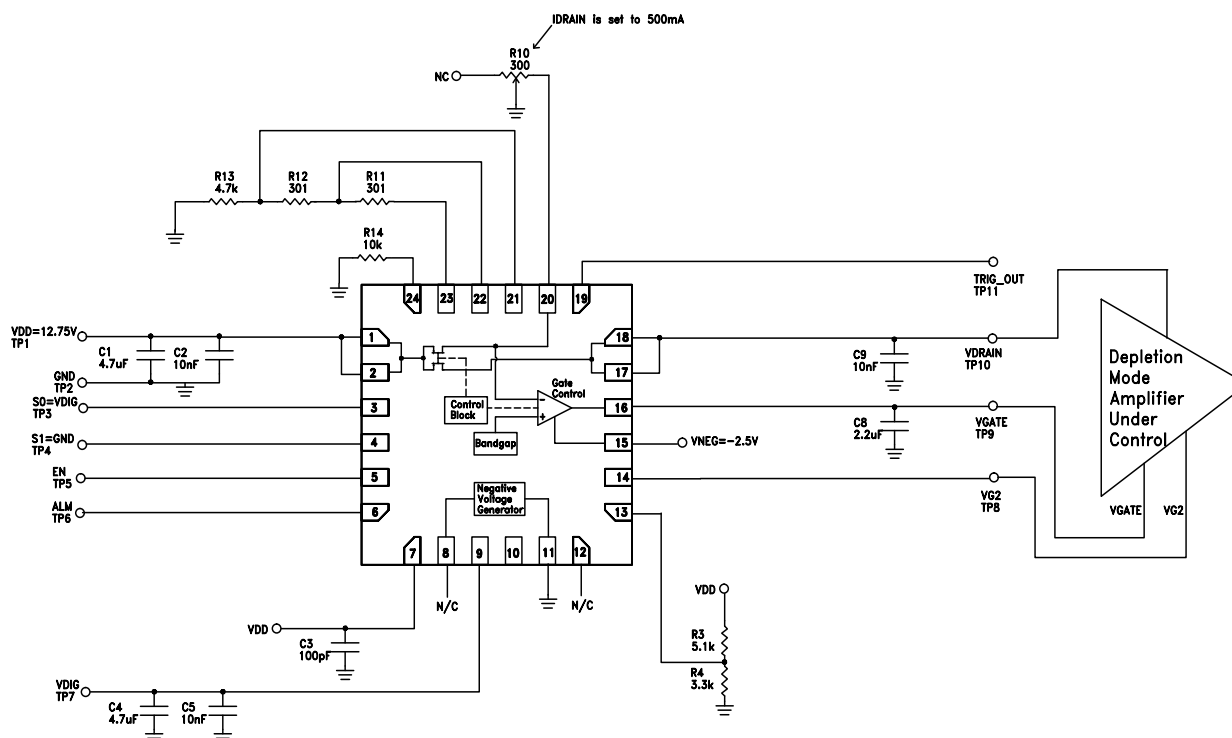 IDRAIN is set to 500mA
R10
300
NC
R13
4.7k
R12
301
R11
301
R14
10k
24
23
22
21
20
19
TRIG_OUT
TP11
VDD=12.75V
TP1
C1
4.7uF
C2
10nF
GND
TP2
S0=VDIG
TP3
S1=GND
TP4
EN
TP5
ALM
TP6
1
2
3
4
5
6
Control
Block
Bandgap
Gate
Control
-
+
Negative
Voltage
Generator
18
17
16
15
14
13
VNEG=-2.5V
C9
10nF
VDRAIN
TP10
C8
2.2uF
VGATE
TP9
VG2
TP8
Depletion
Mode
Amplifier
Under
Control
VGATE
VG2
7
8
9
10
11
12
N/C
N/C
VDD
C3
100pF
VDD
R3
5.1k
R4
3.3k
VDIG
TP7
C4
4.7uF
C5
10nF